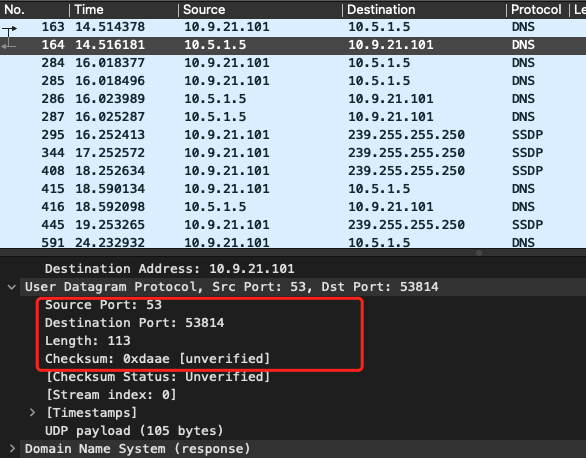 No. Time Source Destination Protocol Le
163 14.514378 10.9.21.101 10.5.1.5 DNS
164 14.516181 10.5.1.5 10.9.21.101 DNS
284 16.018377 10.9.21.101 10.5.1.5 DNS
285 16.018496 10.9.21.101 10.5.1.5 DNS
286 16.023989 10.5.1.5 10.9.21.101 DNS
287 16.025287 10.5.1.5 10.9.21.101 DNS
295 16.252413 10.9.21.101 239.255.255.250 SSDP
344 17.252572 10.9.21.101 239.255.255.250 SSDP
408 18.252634 10.9.21.101 239.255.255.250 SSDP
415 18.590134 10.9.21.101 10.5.1.5 DNS
416 18.592098 10.5.1.5 10.9.21.101 DNS
445 19.253265 10.9.21.101 239.255.255.250 SSDP
591 24.232932 10.9.21.101 10.5.1.5 DNS
Destination Address: 10.9.21.101
User Datagram Protocol, Src Port: 53, Dst Port: 53814
Source Port: 53
Destination Port: 53814
Length: 113
Checksum: 0xdaae [unverified]
[Checksum Status: Unverified]
[Stream index: 0]
[Timestamps]
UDP payload (105 bytes)
Domain Name System (response)